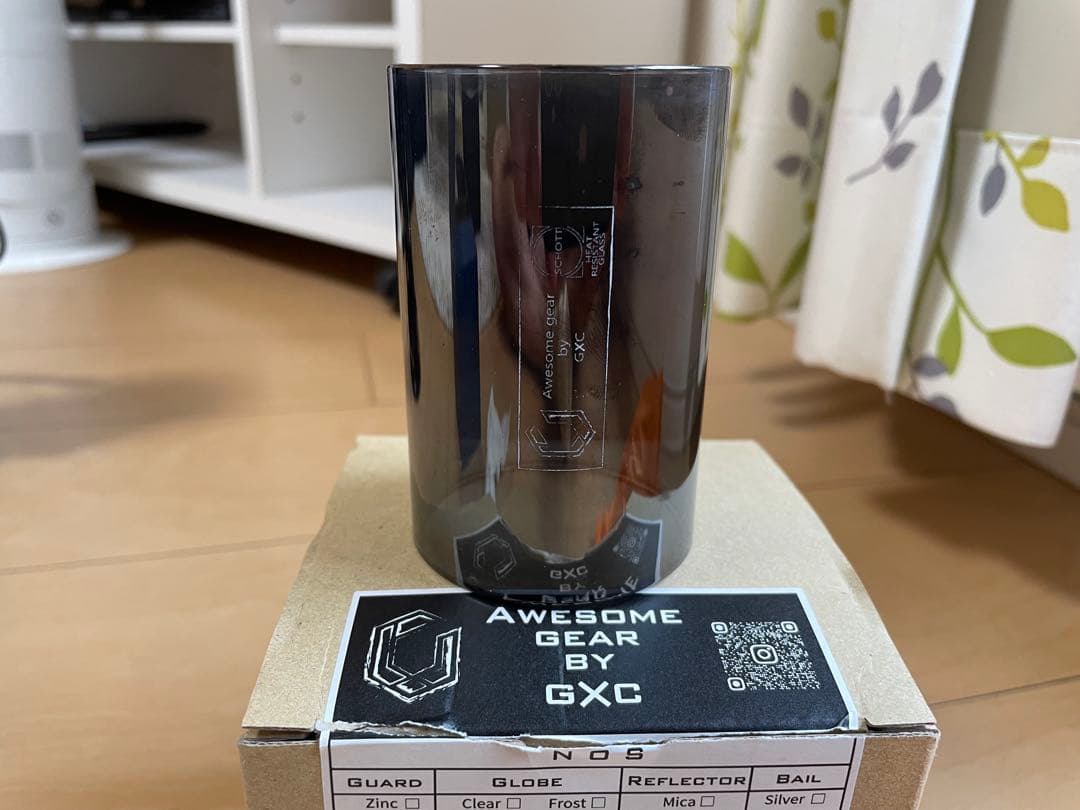 SCHOTT
HEAT
RESISTANT
GLASS
Awesome gear
by
GXC
GXC
BY
AWESOME
GEAR
BY
GXC
NOS
GUARD GLOBE REFLECTOR BAIL
Zinc □ Clear □ Frost □ Mica □ Silver □